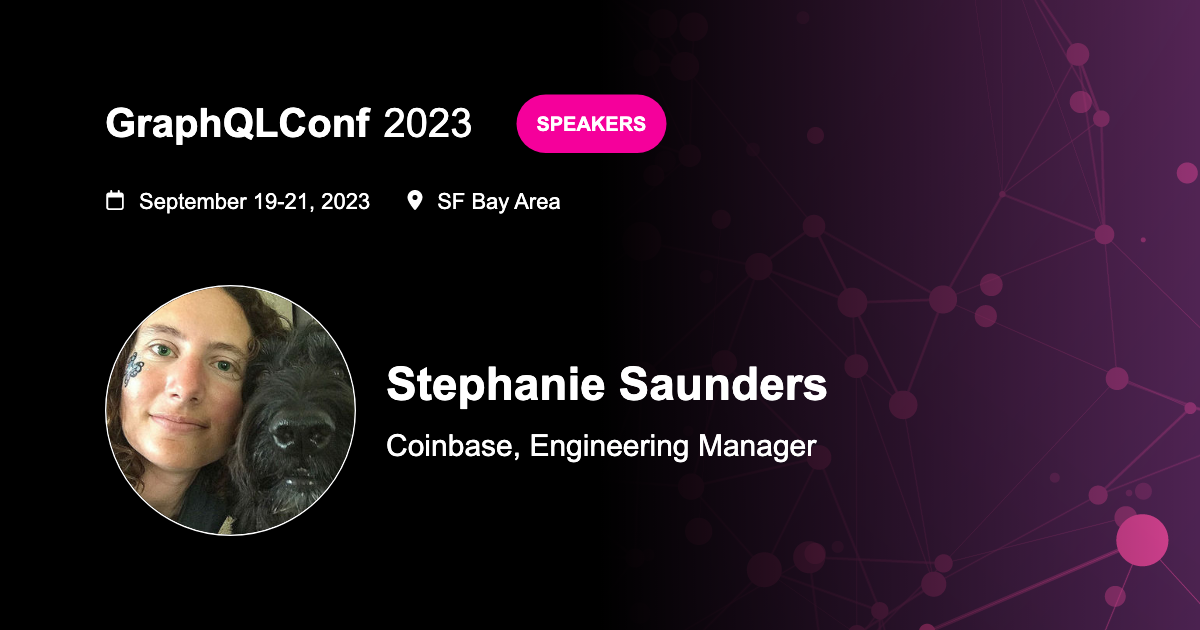 GraphQLConf 2023 SPEAKERS
September 19-21, 2023 SF Bay Area
Stephanie Saunders
Coinbase, Engineering Manager